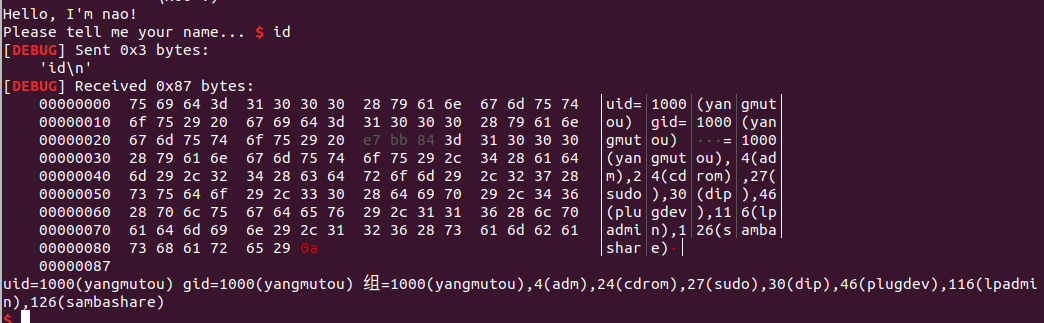 Hello, I'm nao!
Please tell me your name... $ id
[DEBUG] Sent 0x3 bytes:
    'id\n'
[DEBUG] Received 0x87 bytes:
    00000000  75 69 64 3d  31 30 30 30  28 79 61 6e  67 6d 75 74  │uid=│1000│(yan│gmut│
    00000010  6f 75 29 20  67 69 64 3d  31 30 30 30  28 79 61 6e  │ou) │gid=│1000│(yan│
    00000020  67 6d 75 74  6f 75 29 20  e7 bb 84 3d  31 30 30 30  │gmut│ou) │···=│1000│
    00000030  28 79 61 6e  67 6d 75 74  6f 75 29 2c  34 28 61 64  │(yan│gmut│ou),│4(ad│
    00000040  6d 29 2c 32  34 28 63 64  72 6f 6d 29  2c 32 37 28  │m),2│4(cd│rom)│,27(│
    00000050  73 75 64 6f  29 2c 33 30  28 64 69 70  29 2c 34 36  │sudo│),30│(dip│),46│
    00000060  28 70 6c 75  67 64 65 76  29 2c 31 31  36 28 6c 70  │(plu│gdev│),11│6(lp│
    00000070  61 64 6d 69  6e 29 2c 31  32 36 28 73  61 6d 62 61  │admi│n),1│26(s│amba│
    00000080  73 68 61 72  65 29 0a                               │shar│e)·│
    00000087
uid=1000(yangmutou) gid=1000(yangmutou) 组=1000(yangmutou),4(adm),24(cdrom),27(sudo),30(dip),46(plugdev),116(lpadmi
n),126(sambashare)
$